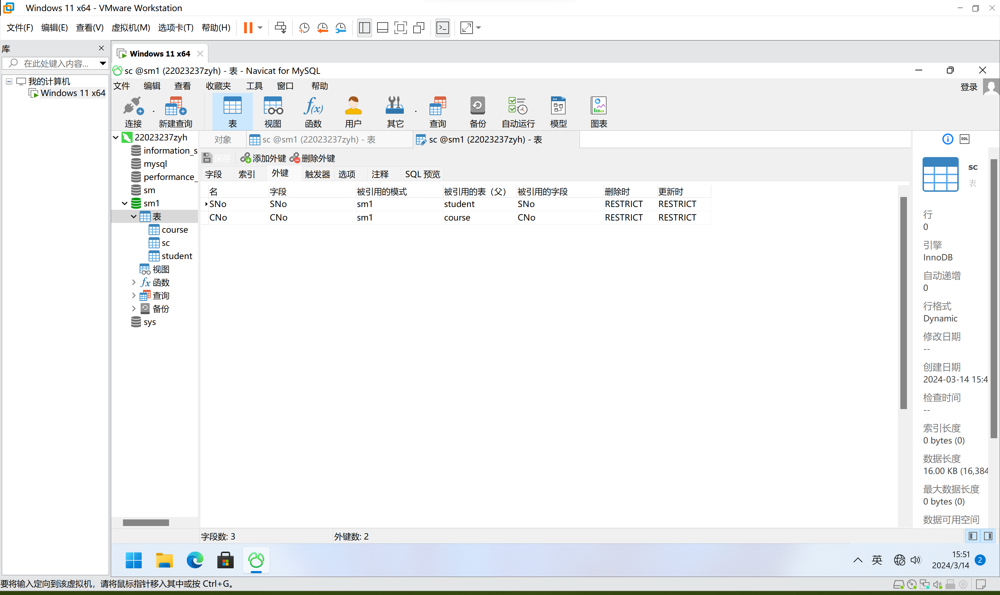 Windows 11 x64 - VMware Workstation
文件(F) 编辑(E) 查看(V) 虚拟机(M) 选项卡(T) 帮助(H)
库
在此处键入内容...
我的计算机
Windows 11 x64
Windows 11 x64
sc @sm1 (22023237zyh) - 表 - Navicat for MySQL
文件 编辑 查看 收藏夹 工具 窗口 帮助
登录
连接 新建查询 表 视图 函数 用户 其它 查询 备份 自动运行 模型 图表
22023237zyh
information_s
mysql
performance_
sm
sm1
表
course
sc
student
视图
函数
查询
备份
sys
对象 sc @sm1 (22023237zyh) - 表 sc @sm1 (22023237zyh) - 表
保存 添加外键 删除外键
字段 索引 外键 触发器 选项 注释 SQL 预览
名 字段 被引用的模式 被引用的表（父） 被引用的字段 删除时 更新时
SNo SNo sm1 student SNo RESTRICT RESTRICT
CNo CNo sm1 course CNo RESTRICT RESTRICT
DDL
sc
表
行
0
引擎
InnoDB
自动递增
0
行格式
Dynamic
修改日期
--
创建日期
2024-03-14 15:4
检查时间
--
索引长度
0 bytes (0)
数据长度
16.00 KB (16,384
最大数据长度
0 bytes (0)
数据可用空间
字段数: 3 外键数: 2
英
15:51
2024/3/14
2
要将输入定向到该虚拟机，请将鼠标指针移入其中或按 Ctrl+G。